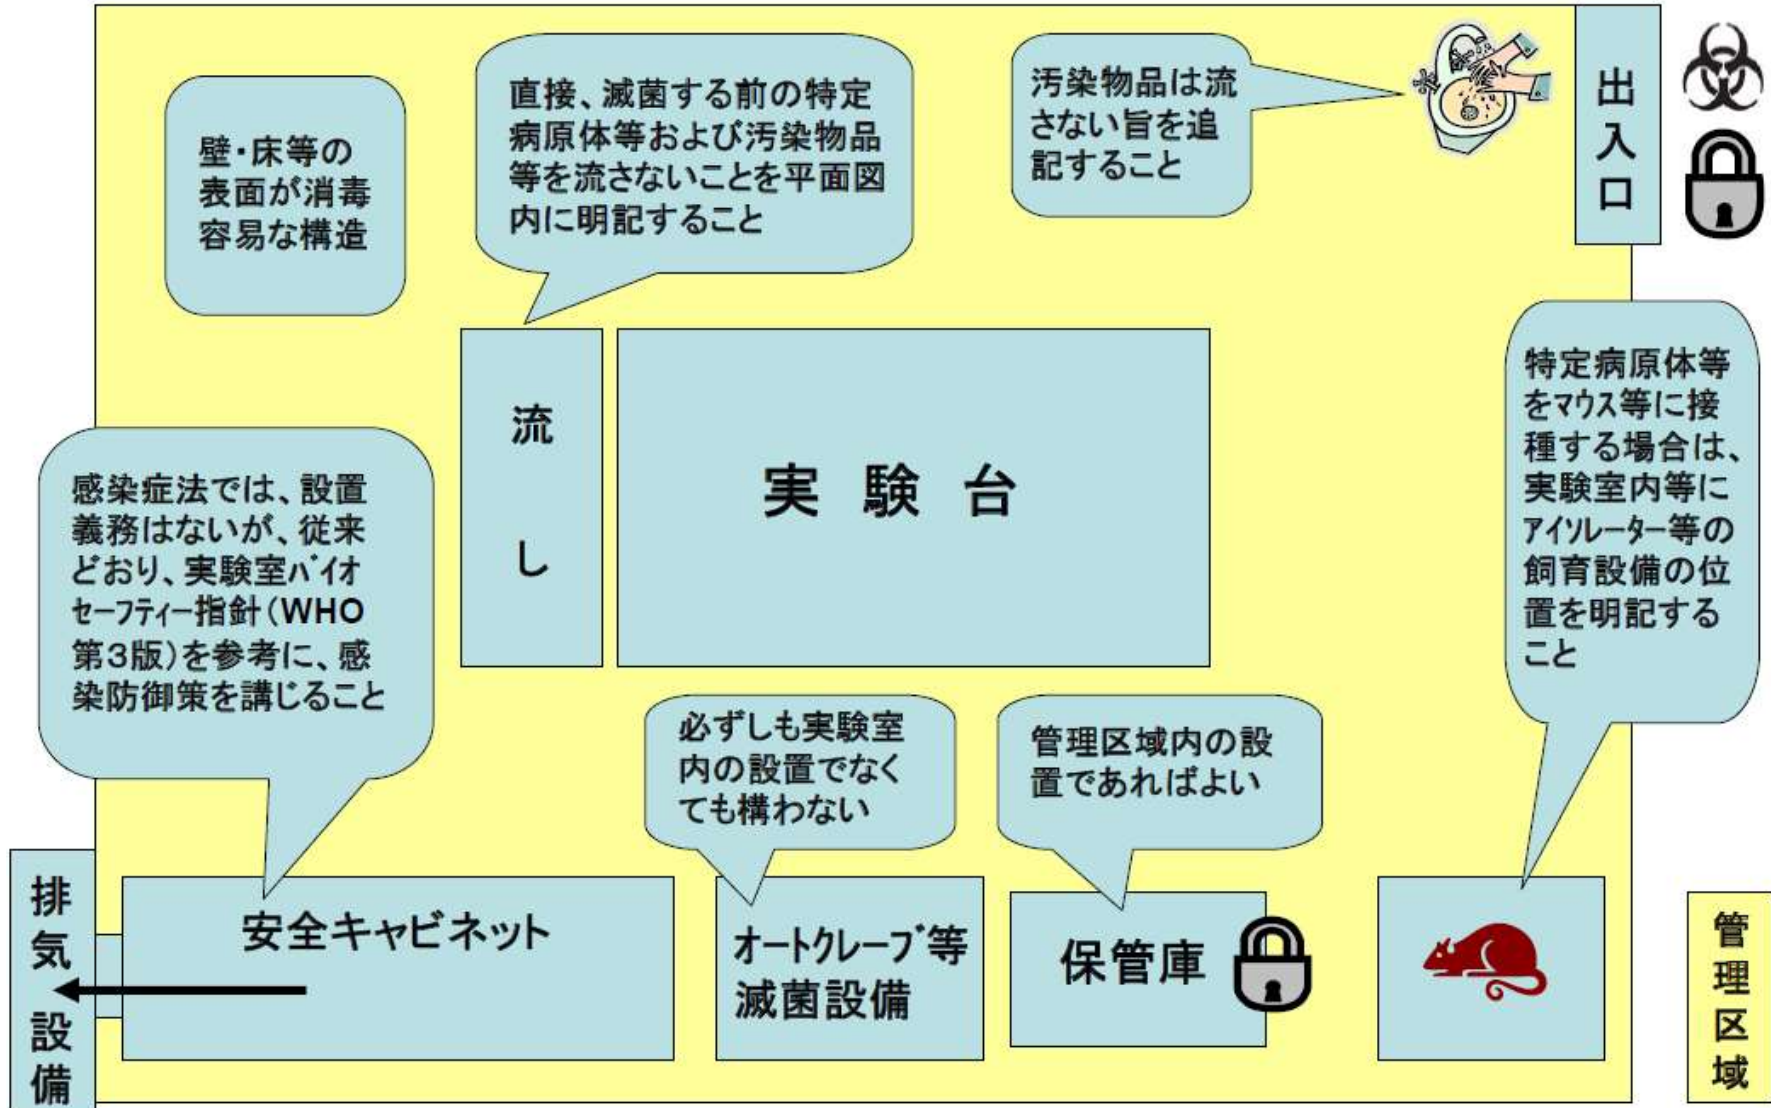 壁・床等の
表面が消毒
容易な構造
直接、滅菌する前の特定
病原体等および汚染物品
等を流さないことを平面図
内に明記すること
汚染物品は流
さない旨を追
記すること
出入口
特定病原体等
をマウス等に接
種する場合は、
実験室内等に
アイソレーター等の
飼育設備の位
置を明記する
こと
流し
実験台
感染症法では、設置
義務はないが、従来
どおり、実験室バイオ
セーフティー指針（WHO
第3版）を参考に、感
染防御策を講じること
必ずしも実験室
内の設置でなく
ても構わない
管理区域内の設
置であればよい
排気設備
安全キャビネット
オートクレーブ等
滅菌設備
保管庫
管理区域